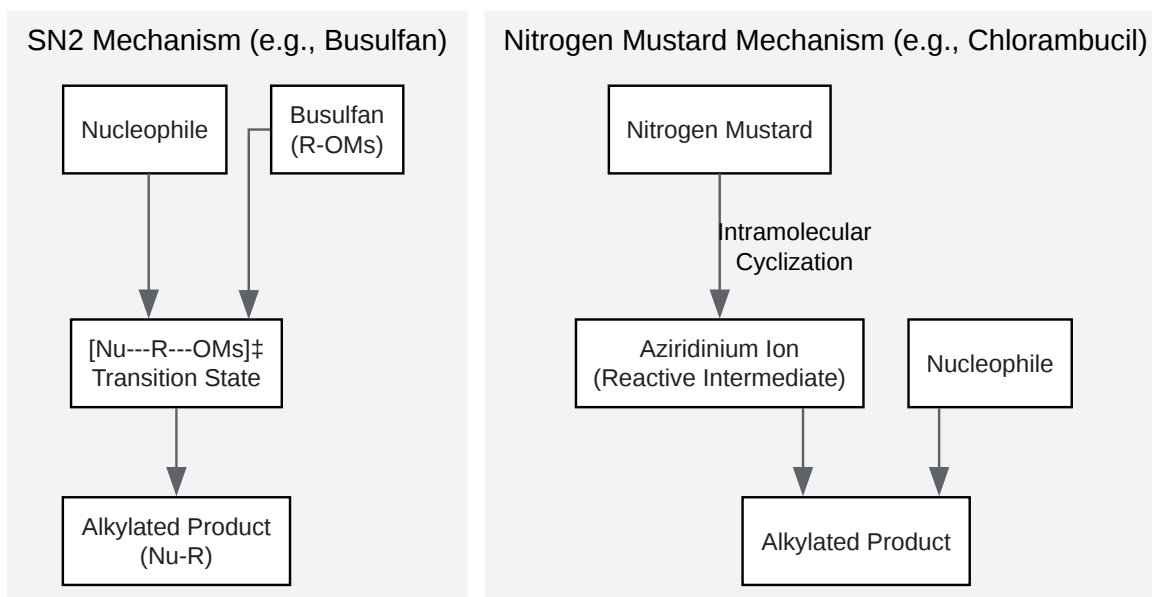 SN2 Mechanism (e.g., Busulfan)
Nucleophile
Busulfan
(R-OMs)
[Nu---R---OMs]‡
Transition State
Alkylated Product
(Nu-R)
Nitrogen Mustard Mechanism (e.g., Chlorambucil)
Nitrogen Mustard
Intramolecular
Cyclization
Aziridinium Ion
(Reactive Intermediate)
Nucleophile
Alkylated Product